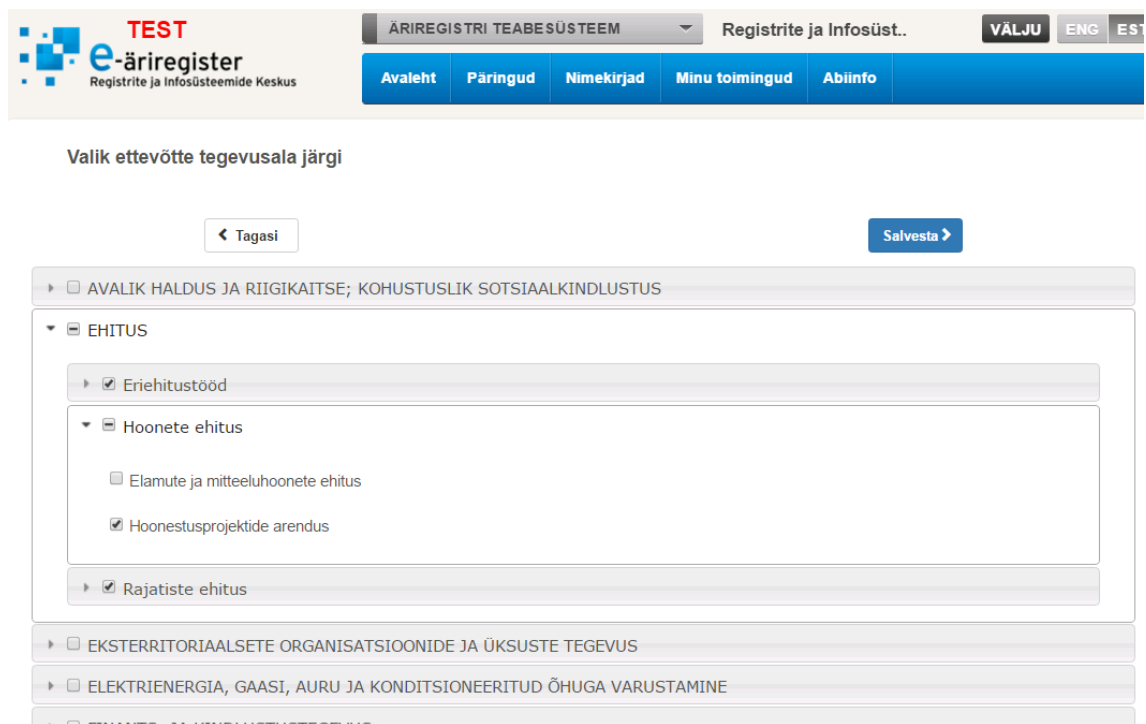 TEST
e-äriregister
Registrite ja Infosüsteemide Keskus
ÄRIREGISTRI TEABESÜSTEEM
Registrite ja Infosüst..
VÄLJU
ENG
EST
Avaleht
Päringud
Nimekirjad
Minu toimingud
Abiinfo
Valik ettevõtte tegevusala järgi
Tagasi
Salvesta
AVALIK HALDUS JA RIIGIKAITSE; KOHUSTUSLIK SOTSIAALKINDLUSTUS
EHITUS
Eriehitustööd
Hoonete ehitus
Elamute ja mitteeluhoonete ehitus
Hoonestusprojektide arendus
Rajatiste ehitus
EKSTERRITORIAALSETE ORGANISATSIOONIDE JA ÜKSUSTE TEGEVUS
ELEKTRIENERGIA, GAASI, AURU JA KONDITSIONEERITUD ÕHUGA VARUSTAMINE